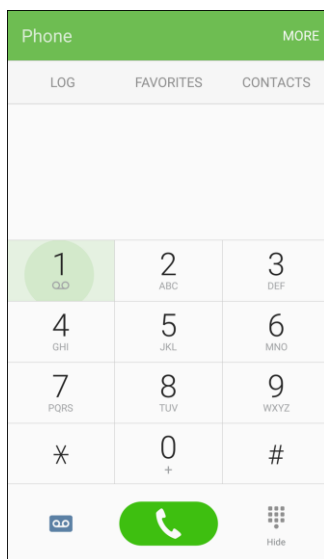 Phone MORE
LOG FAVORITES CONTACTS
1 2 3
ABC DEF
4 5 6
GHI JKL MNO
7 8 9
PQRS TUV WXYZ
* 0 #
+
Hide